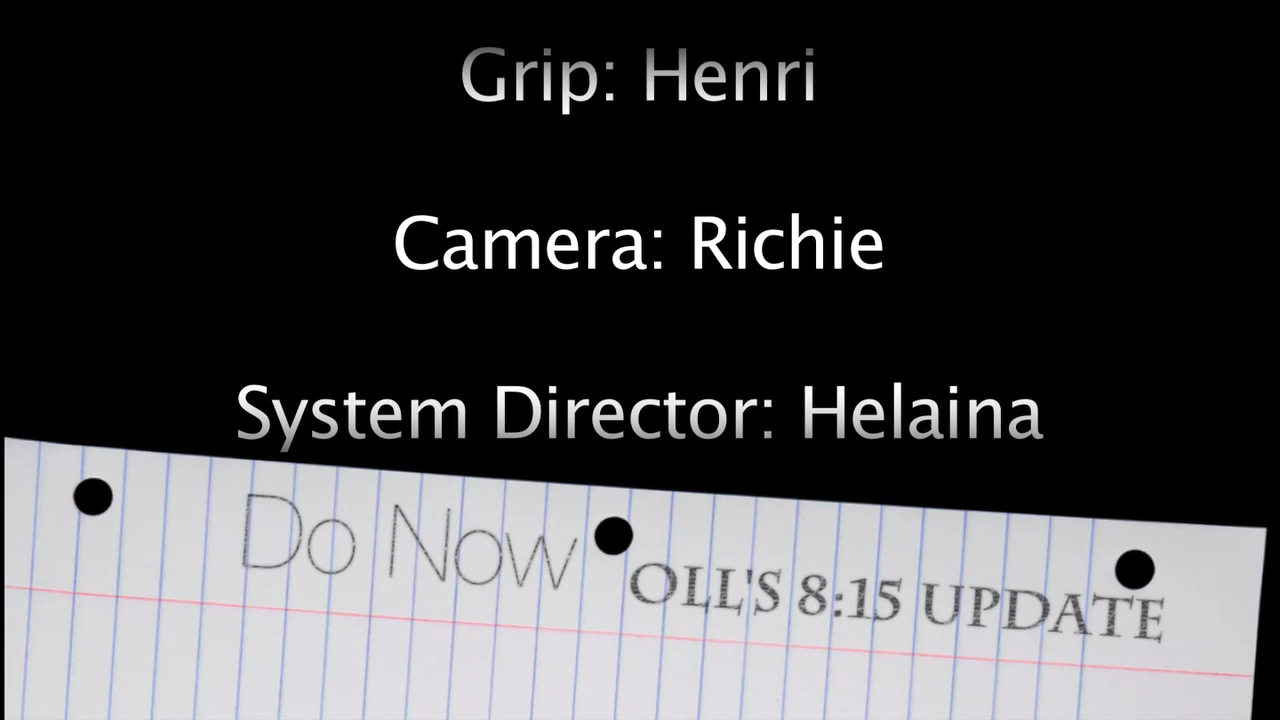 Grip: Henri
Camera: Richie
System Director: Helaina
Do Now
OLL'S 8:15 UPDATE